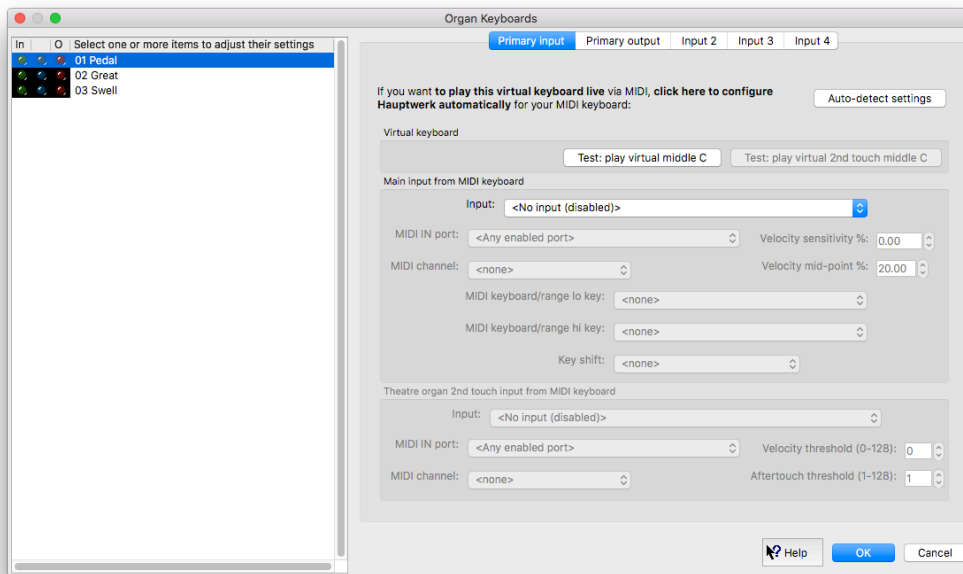 Organ Keyboards
In O Select one or more items to adjust their settings
01 Pedal
02 Great
03 Swell
Primary input Primary output Input 2 Input 3 Input 4
If you want to play this virtual keyboard live via MIDI, click here to configure
Hauptwerk automatically for your MIDI keyboard:
Auto-detect settings
Virtual keyboard
Test: play virtual middle C Test: play virtual 2nd touch middle C
Main input from MIDI keyboard
Input: <No input (disabled)>
MIDI IN port: <Any enabled port> Velocity sensitivity %: 0.00
MIDI channel: <none> Velocity mid-point %: 20.00
MIDI keyboard/range lo key: <none>
MIDI keyboard/range hi key: <none>
Key shift: <none>
Theatre organ 2nd touch input from MIDI keyboard
Input: <No input (disabled)>
MIDI IN port: <Any enabled port> Velocity threshold (0-128): 0
MIDI channel: <none> Aftertouch threshold (1-128): 1
? Help OK Cancel